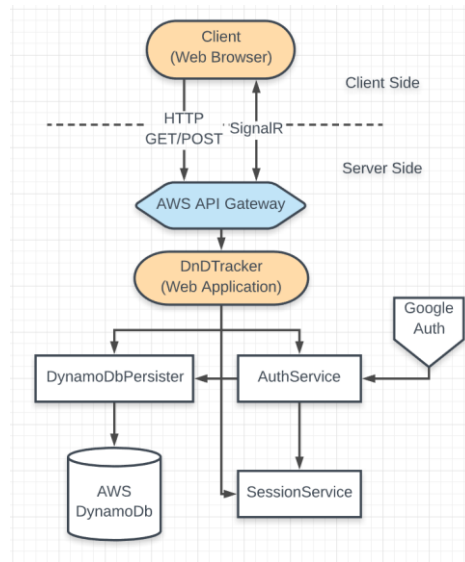 Client
(Web Browser)
Client Side
HTTP
GET/POST
SignalR
Server Side
AWS API Gateway
DnDTracker
(Web Application)
Google
Auth
DynamoDbPersister
AuthService
AWS
DynamoDb
SessionService